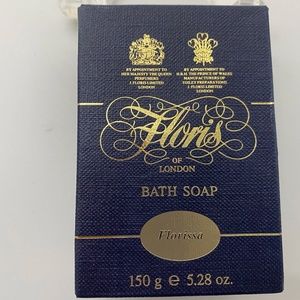 BY APPOINTMENT TO
HER MAJESTY THE QUEEN
PERFUMERS
J. FLORIS LIMITED
LONDON
BY APPOINTMENT TO
H.R.H. THE PRINCE OF WALES
MANUFACTURERS OF
TOILET PREPARATIONS
J. FLORIS LIMITED
LONDON
Floris
OF
LONDON
BATH SOAP
Florissa
150 g ℮ 5.28 oz.